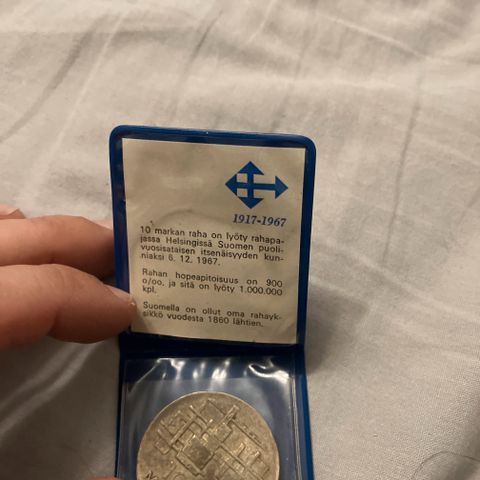 1917-1967
10 markan raha on lyöty rahapa-
jassa Helsingissä Suomen puoli-
vuosisataisen itsenäisyyden kun-
niaksi 6. 12. 1967.
Rahan hopeapitoisuus on 900
o/oo, ja sitä on lyöty 1.000.000
kpl.
Suomella on ollut oma rahayk-
sikkö vuodesta 1860 lähtien.